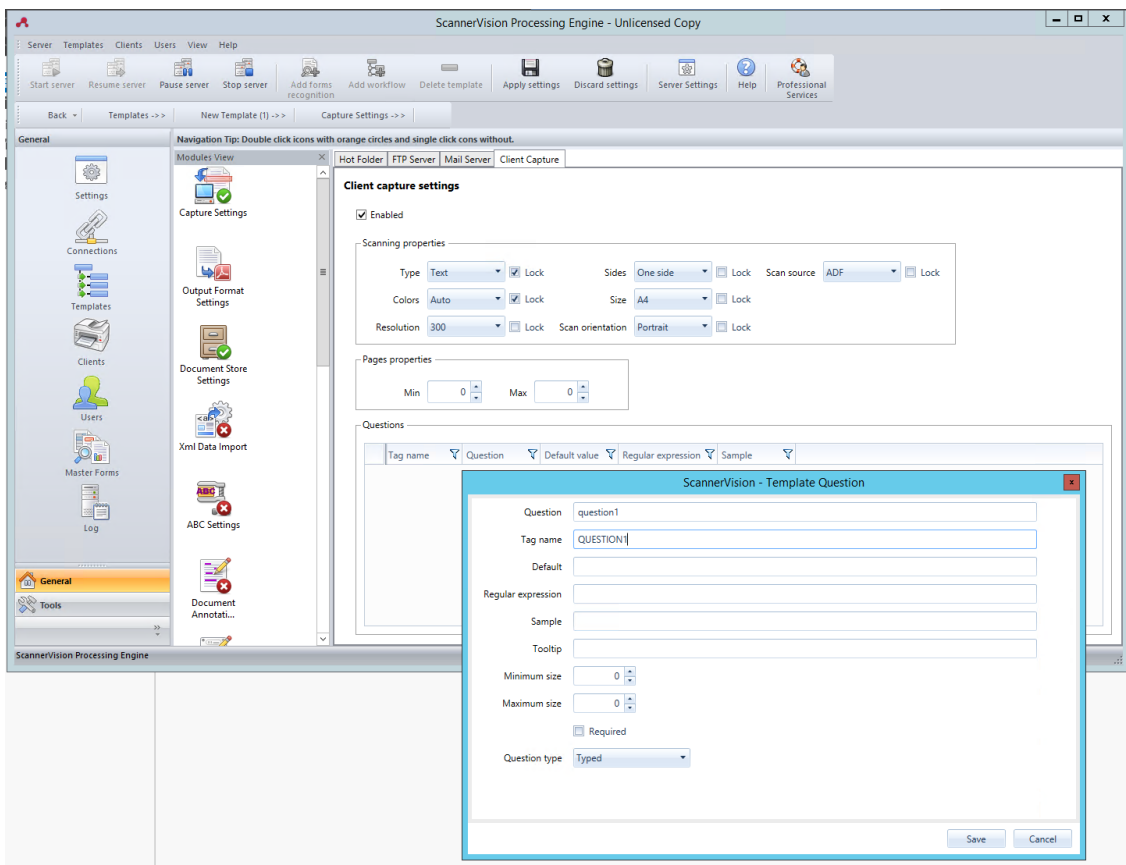 ScannerVision Processing Engine - Unlicensed Copy
Server Templates Clients Users View Help
Start server Resume server Pause server Stop server Add forms recognition Add workflow Delete template Apply settings Discard settings Server Settings Help Professional Services
Back Templates ->> New Template (1) ->> Capture Settings ->>
General
Navigation Tip: Double click icons with orange circles and single click cons without.
Settings
Connections
Templates
Clients
Users
Master Forms
Log
General
Tools
Modules View
Capture Settings
Output Format
Settings
Document Store
Settings
<ab>
Xml Data Import
ABC
ABC Settings
Document
Annotati...
Hot Folder FTP Server Mail Server Client Capture
Client capture settings
Enabled
Scanning properties
Type Text Lock Sides One side Lock Scan source ADF Lock
Colors Auto Lock Size A4 Lock
Resolution 300 Lock Scan orientation Portrait Lock
Pages properties
Min 0 Max 0
Questions
Tag name Question Default value Regular expression Sample
ScannerVision - Template Question
Question question1
Tag name QUESTION1
Default
Regular expression
Sample
Tooltip
Minimum size 0
Maximum size 0
Required
Question type Typed
Save Cancel
ScannerVision Processing Engine